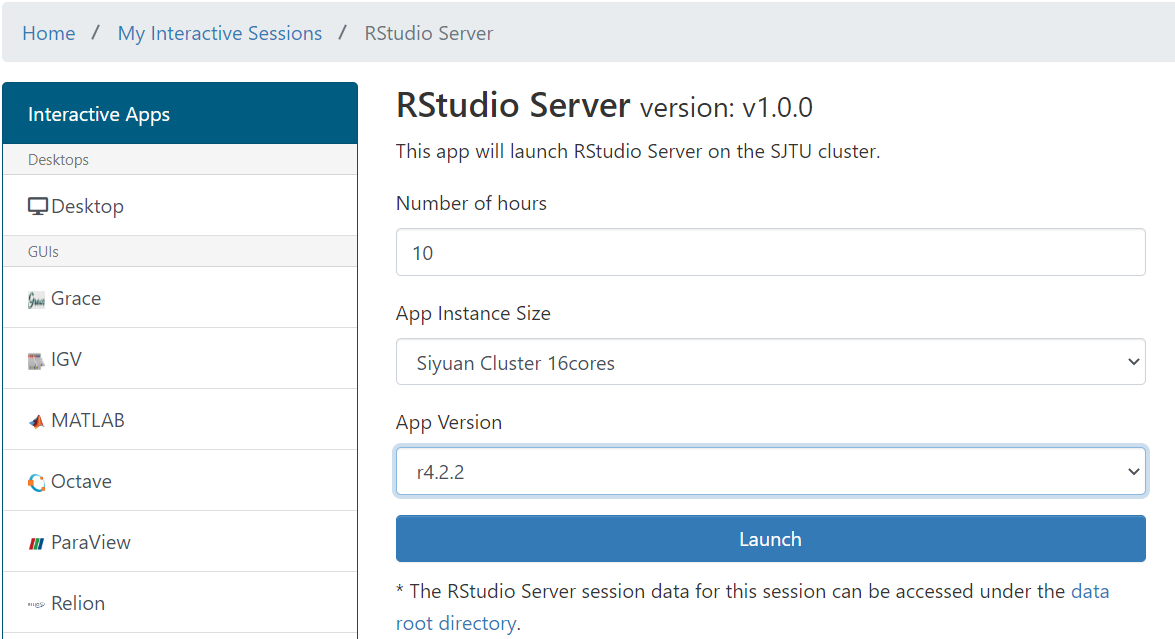 Home / My Interactive Sessions / RStudio Server
Interactive Apps
Desktops
Desktop
GUIs
Grace
IGV
MATLAB
Octave
ParaView
Relion
RStudio Server version: v1.0.0
This app will launch RStudio Server on the SJTU cluster.
Number of hours
10
App Instance Size
Siyuan Cluster 16cores
App Version
r4.2.2
Launch
* The RStudio Server session data for this session can be accessed under the data
root directory.